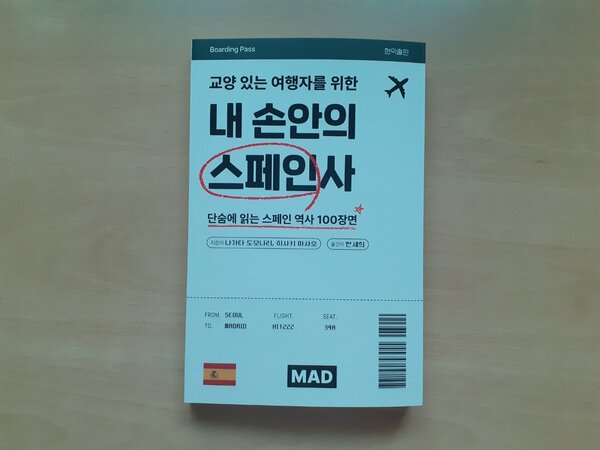 Boarding Pass 현익출판
교양 있는 여행자를 위한
내 손안의
스페인사
단숨에 읽는 스페인 역사 100장면
지은이 나가타 도모나리, 히사키 마사오 옮긴이 한세희
FROM. SEOUL FLIGHT. SEAT.
TO. MADRID HI1222 39A
MAD